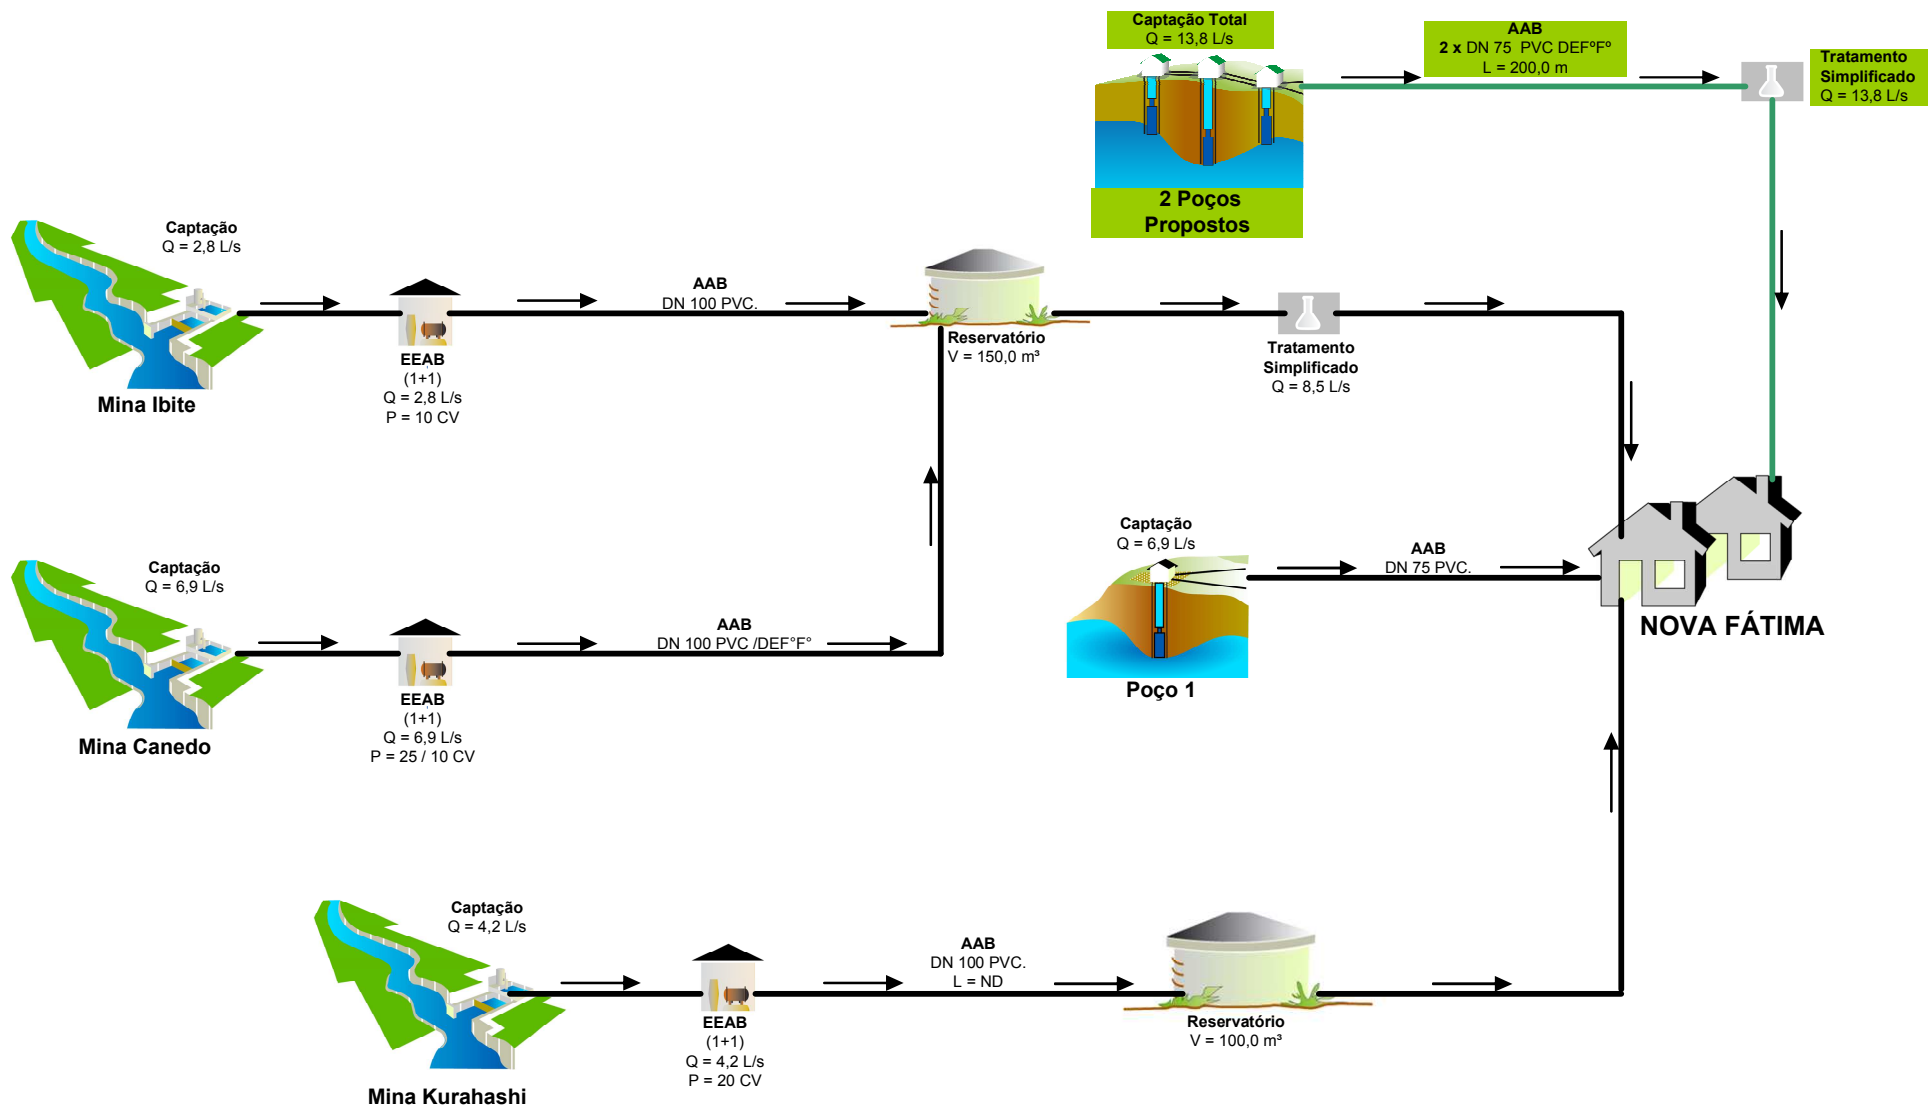 Captação Total
Q = 13,8 L/s
AAB
2 x DN 75 PVC DEFºFº
L = 200,0 m
Tratamento
Simplificado
Q = 13,8 L/s
2 Poços
Propostos
Captação
Q = 2,8 L/s
Mina Ibite
EEAB
(1+1)
Q = 2,8 L/s
P = 10 CV
AAB
DN 100 PVC.
Reservatório
V = 150,0 m³
Tratamento
Simplificado
Q = 8,5 L/s
Captação
Q = 6,9 L/s
Mina Canedo
EEAB
(1+1)
Q = 6,9 L/s
P = 25 / 10 CV
AAB
DN 100 PVC /DEF°F°
Captação
Q = 6,9 L/s
Poço 1
AAB
DN 75 PVC.
NOVA FÁTIMA
Captação
Q = 4,2 L/s
Mina Kurahashi
EEAB
(1+1)
Q = 4,2 L/s
P = 20 CV
AAB
DN 100 PVC.
L = ND
Reservatório
V = 100,0 m³